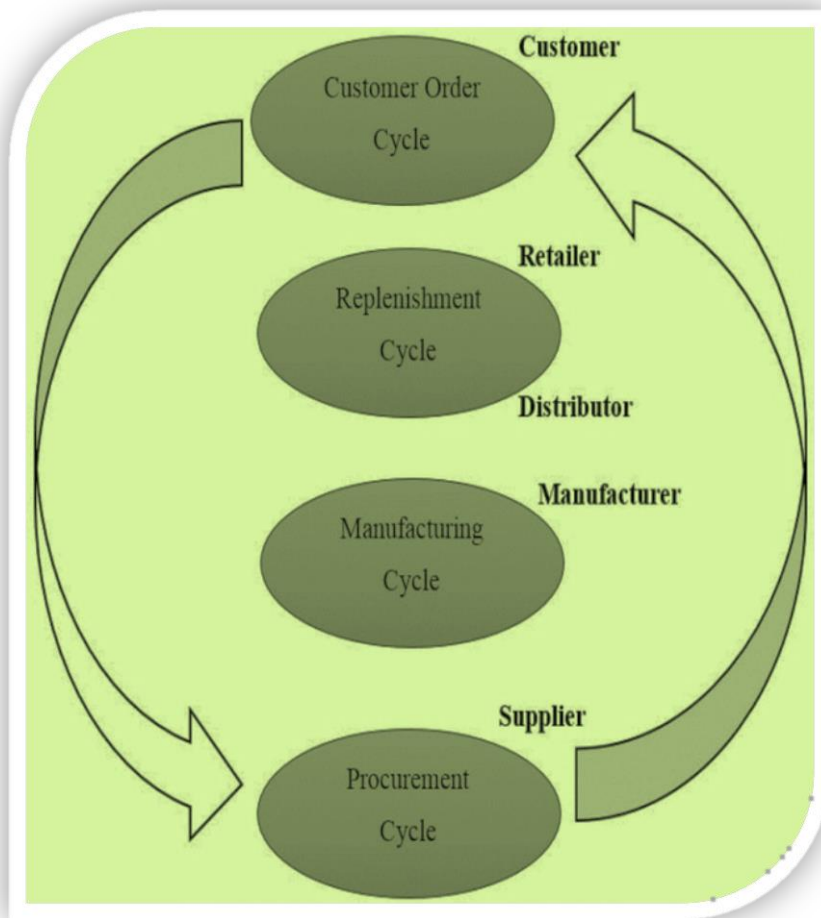 Customer
Customer Order
Cycle
Retailer
Replenishment
Cycle
Distributor
Manufacturer
Manufacturing
Cycle
Supplier
Procurement
Cycle